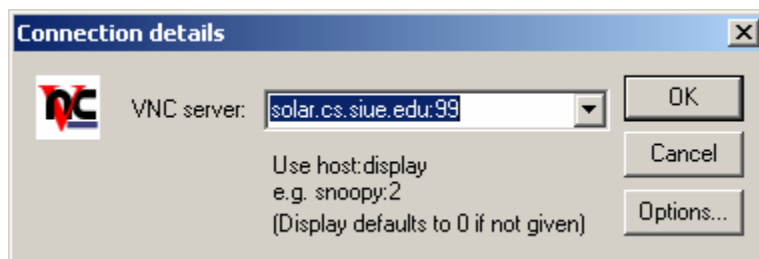 Connection details
VNC
VNC server: solar.cs.siue.edu:99
OK
Use host:display
e.g. snoopy:2
(Display defaults to 0 if not given)
Cancel
Options...